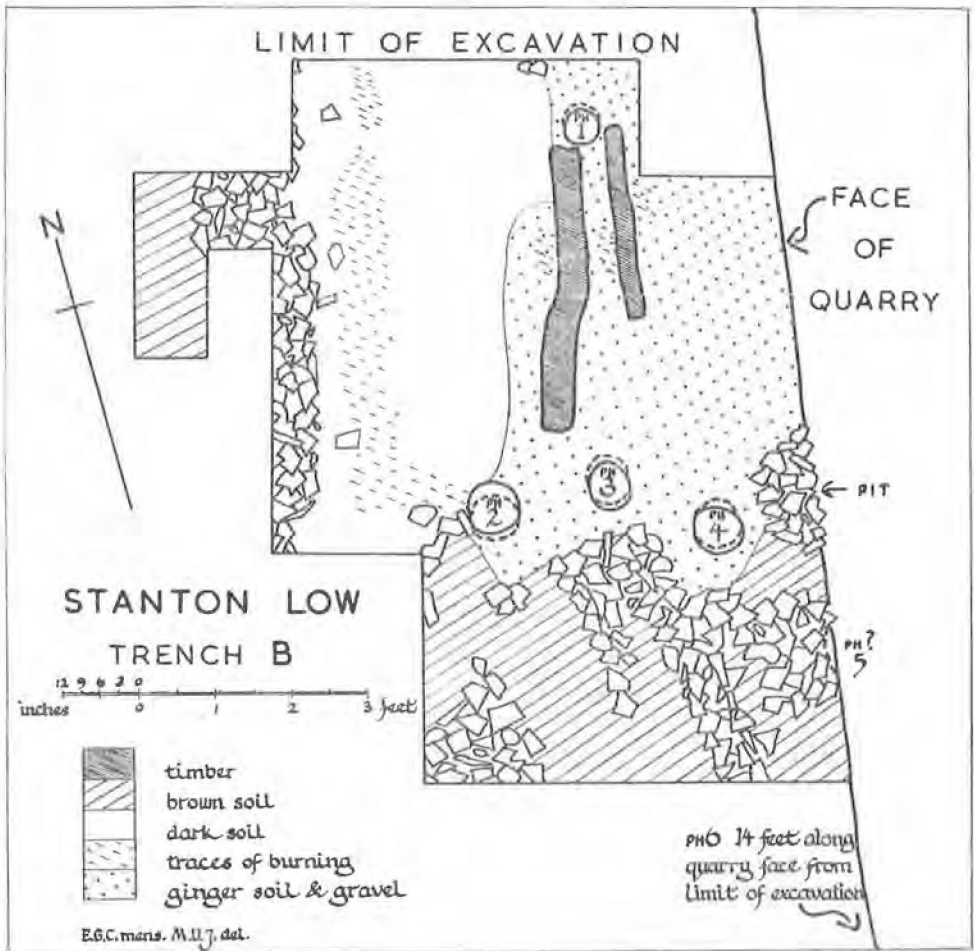 LIMIT OF EXCAVATION
PH
1
N
FACE
OF
QUARRY
PH
2
PH
3
PH
4
PIT
STANTON LOW
TRENCH B
PH?
5
12 9 6 3 0
inches 0 1 2 3 feet
timber
brown soil
dark soil
traces of burning
ginger soil & gravel
PH6 14 feet along
quarry face from
limit of excavation
E.G.C. mens. M.U.J. del.